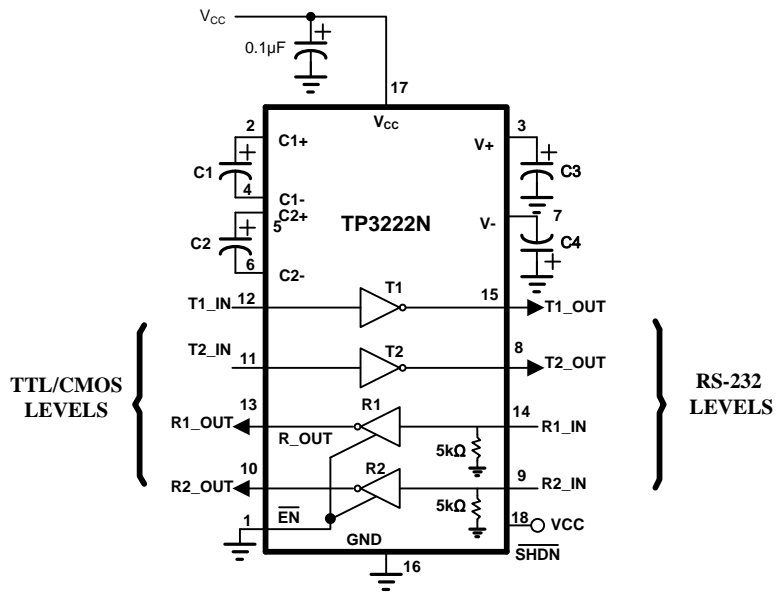 VCC
0.1µF
17
VCC
2
C1+
V+
3
C1
C3
4
C1-
C2+
5
TP3222N
V-
7
C2
C4
6
C2-
T1_IN
12
T1
15
T1_OUT
T2_IN
11
T2
8
T2_OUT
TTL/CMOS
LEVELS
RS-232
LEVELS
R1_OUT
13
R_OUT
R1
14
R1_IN
5kΩ
R2_OUT
10
R2
9
R2_IN
5kΩ
1
EN
GND
18
VCC
SHDN
16